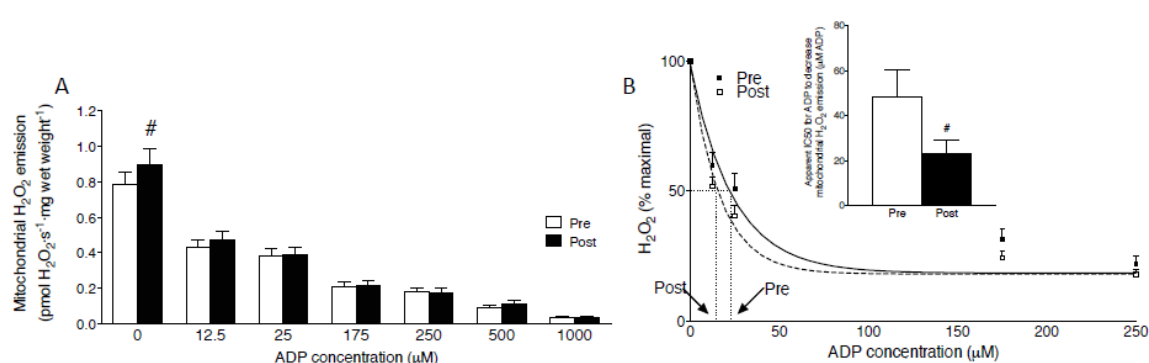 A
Mitochondrial H₂O₂ emission
(pmol H₂O₂·s⁻¹·mg wet weight⁻¹)
1.2
1.0
0.8
0.6
0.4
0.2
0.0
#
Pre
Post
0 12.5 25 175 250 500 1000
ADP concentration (μM)
B
H₂O₂ (% maximal)
100
50
0
Pre
Post
Post
Pre
0 50 100 150 200 250
ADP concentration (μM)
Apparent IC50 for ADP to decrease
mitochondrial H₂O₂ emission (μM ADP)
80
60
40
20
0
#
Pre Post